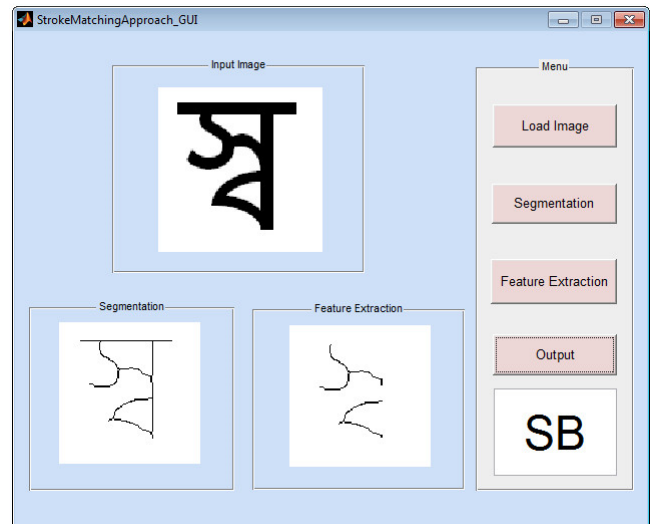 StrokeMatchingApproach_GUI
Input Image
স্ব
Menu
Load Image
Segmentation
Feature Extraction
Output
SB
Segmentation
স্ব
Feature Extraction